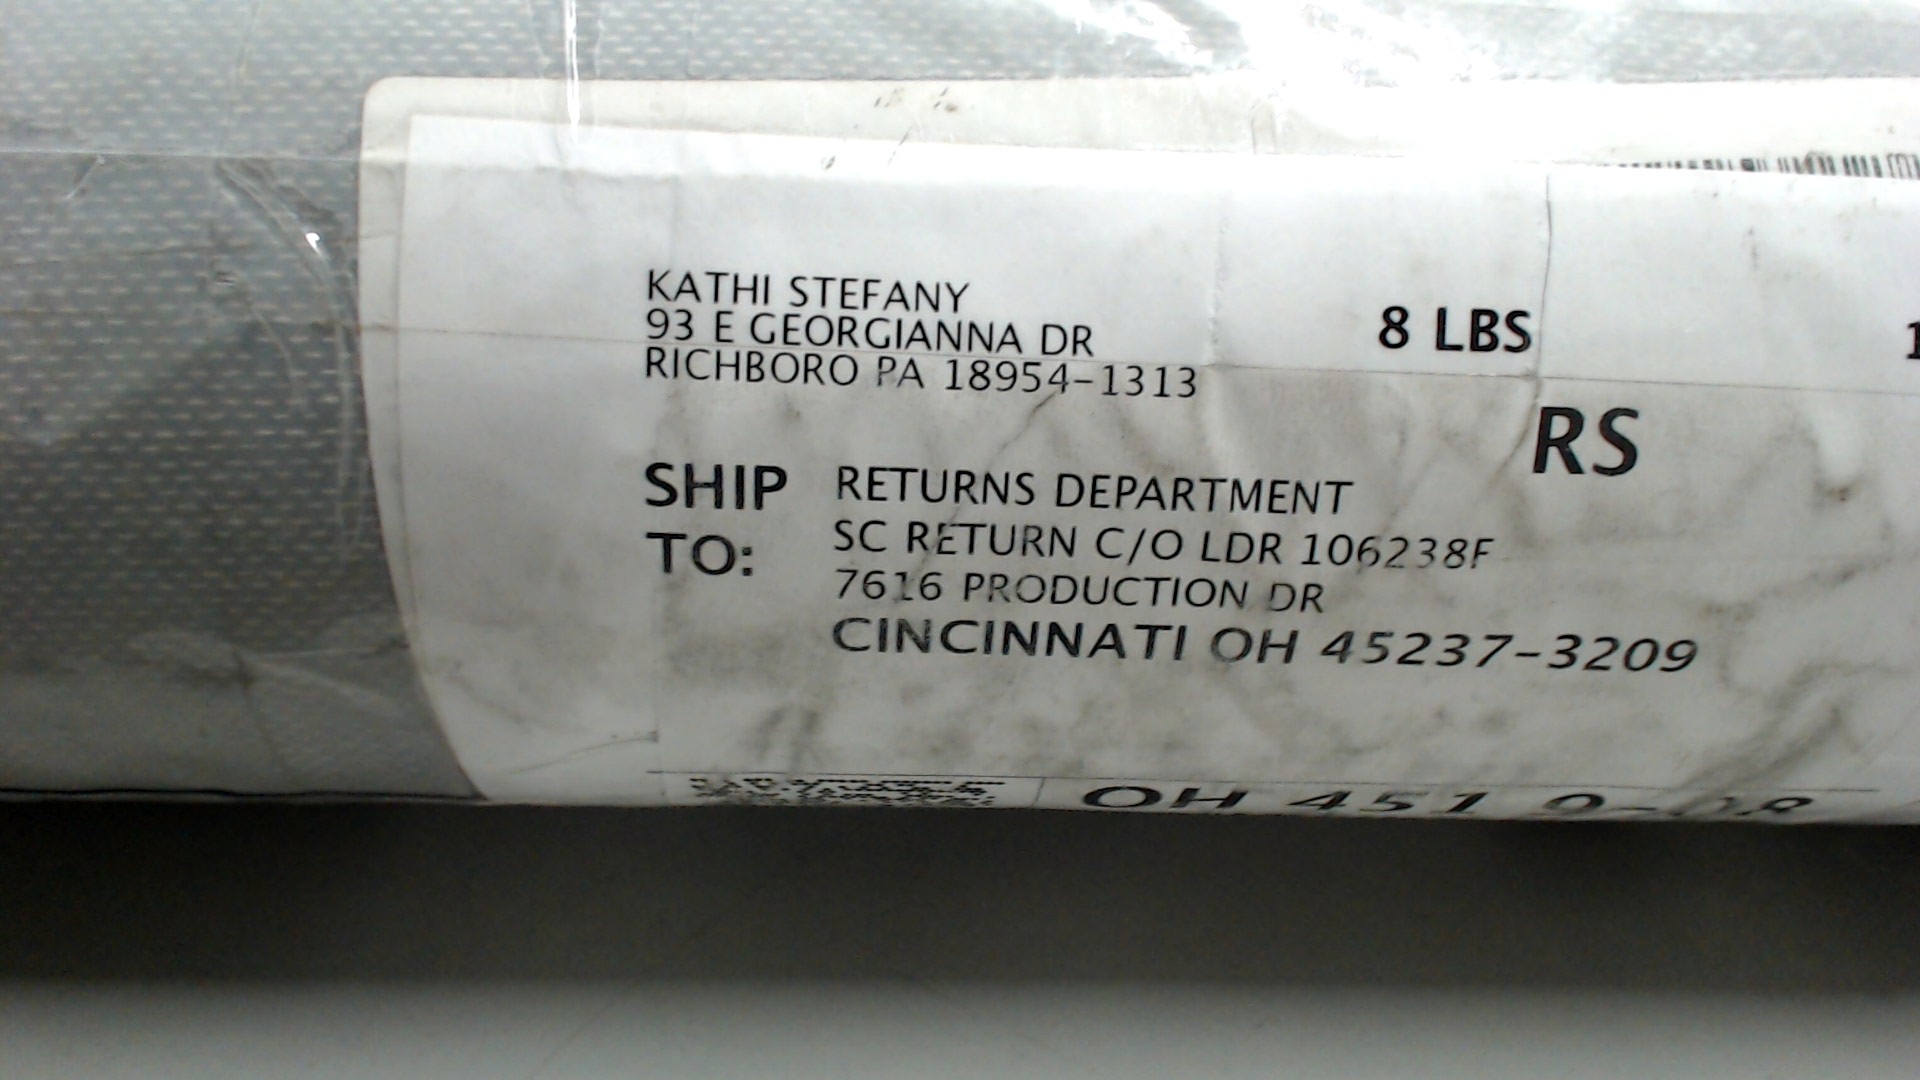 KATHI STEFANY
93 E GEORGIANNA DR
RICHBORO PA 18954-1313
8 LBS
RS
SHIP TO:
RETURNS DEPARTMENT
SC RETURN C/O LDR 106238F
7616 PRODUCTION DR
CINCINNATI OH 45237-3209
OH